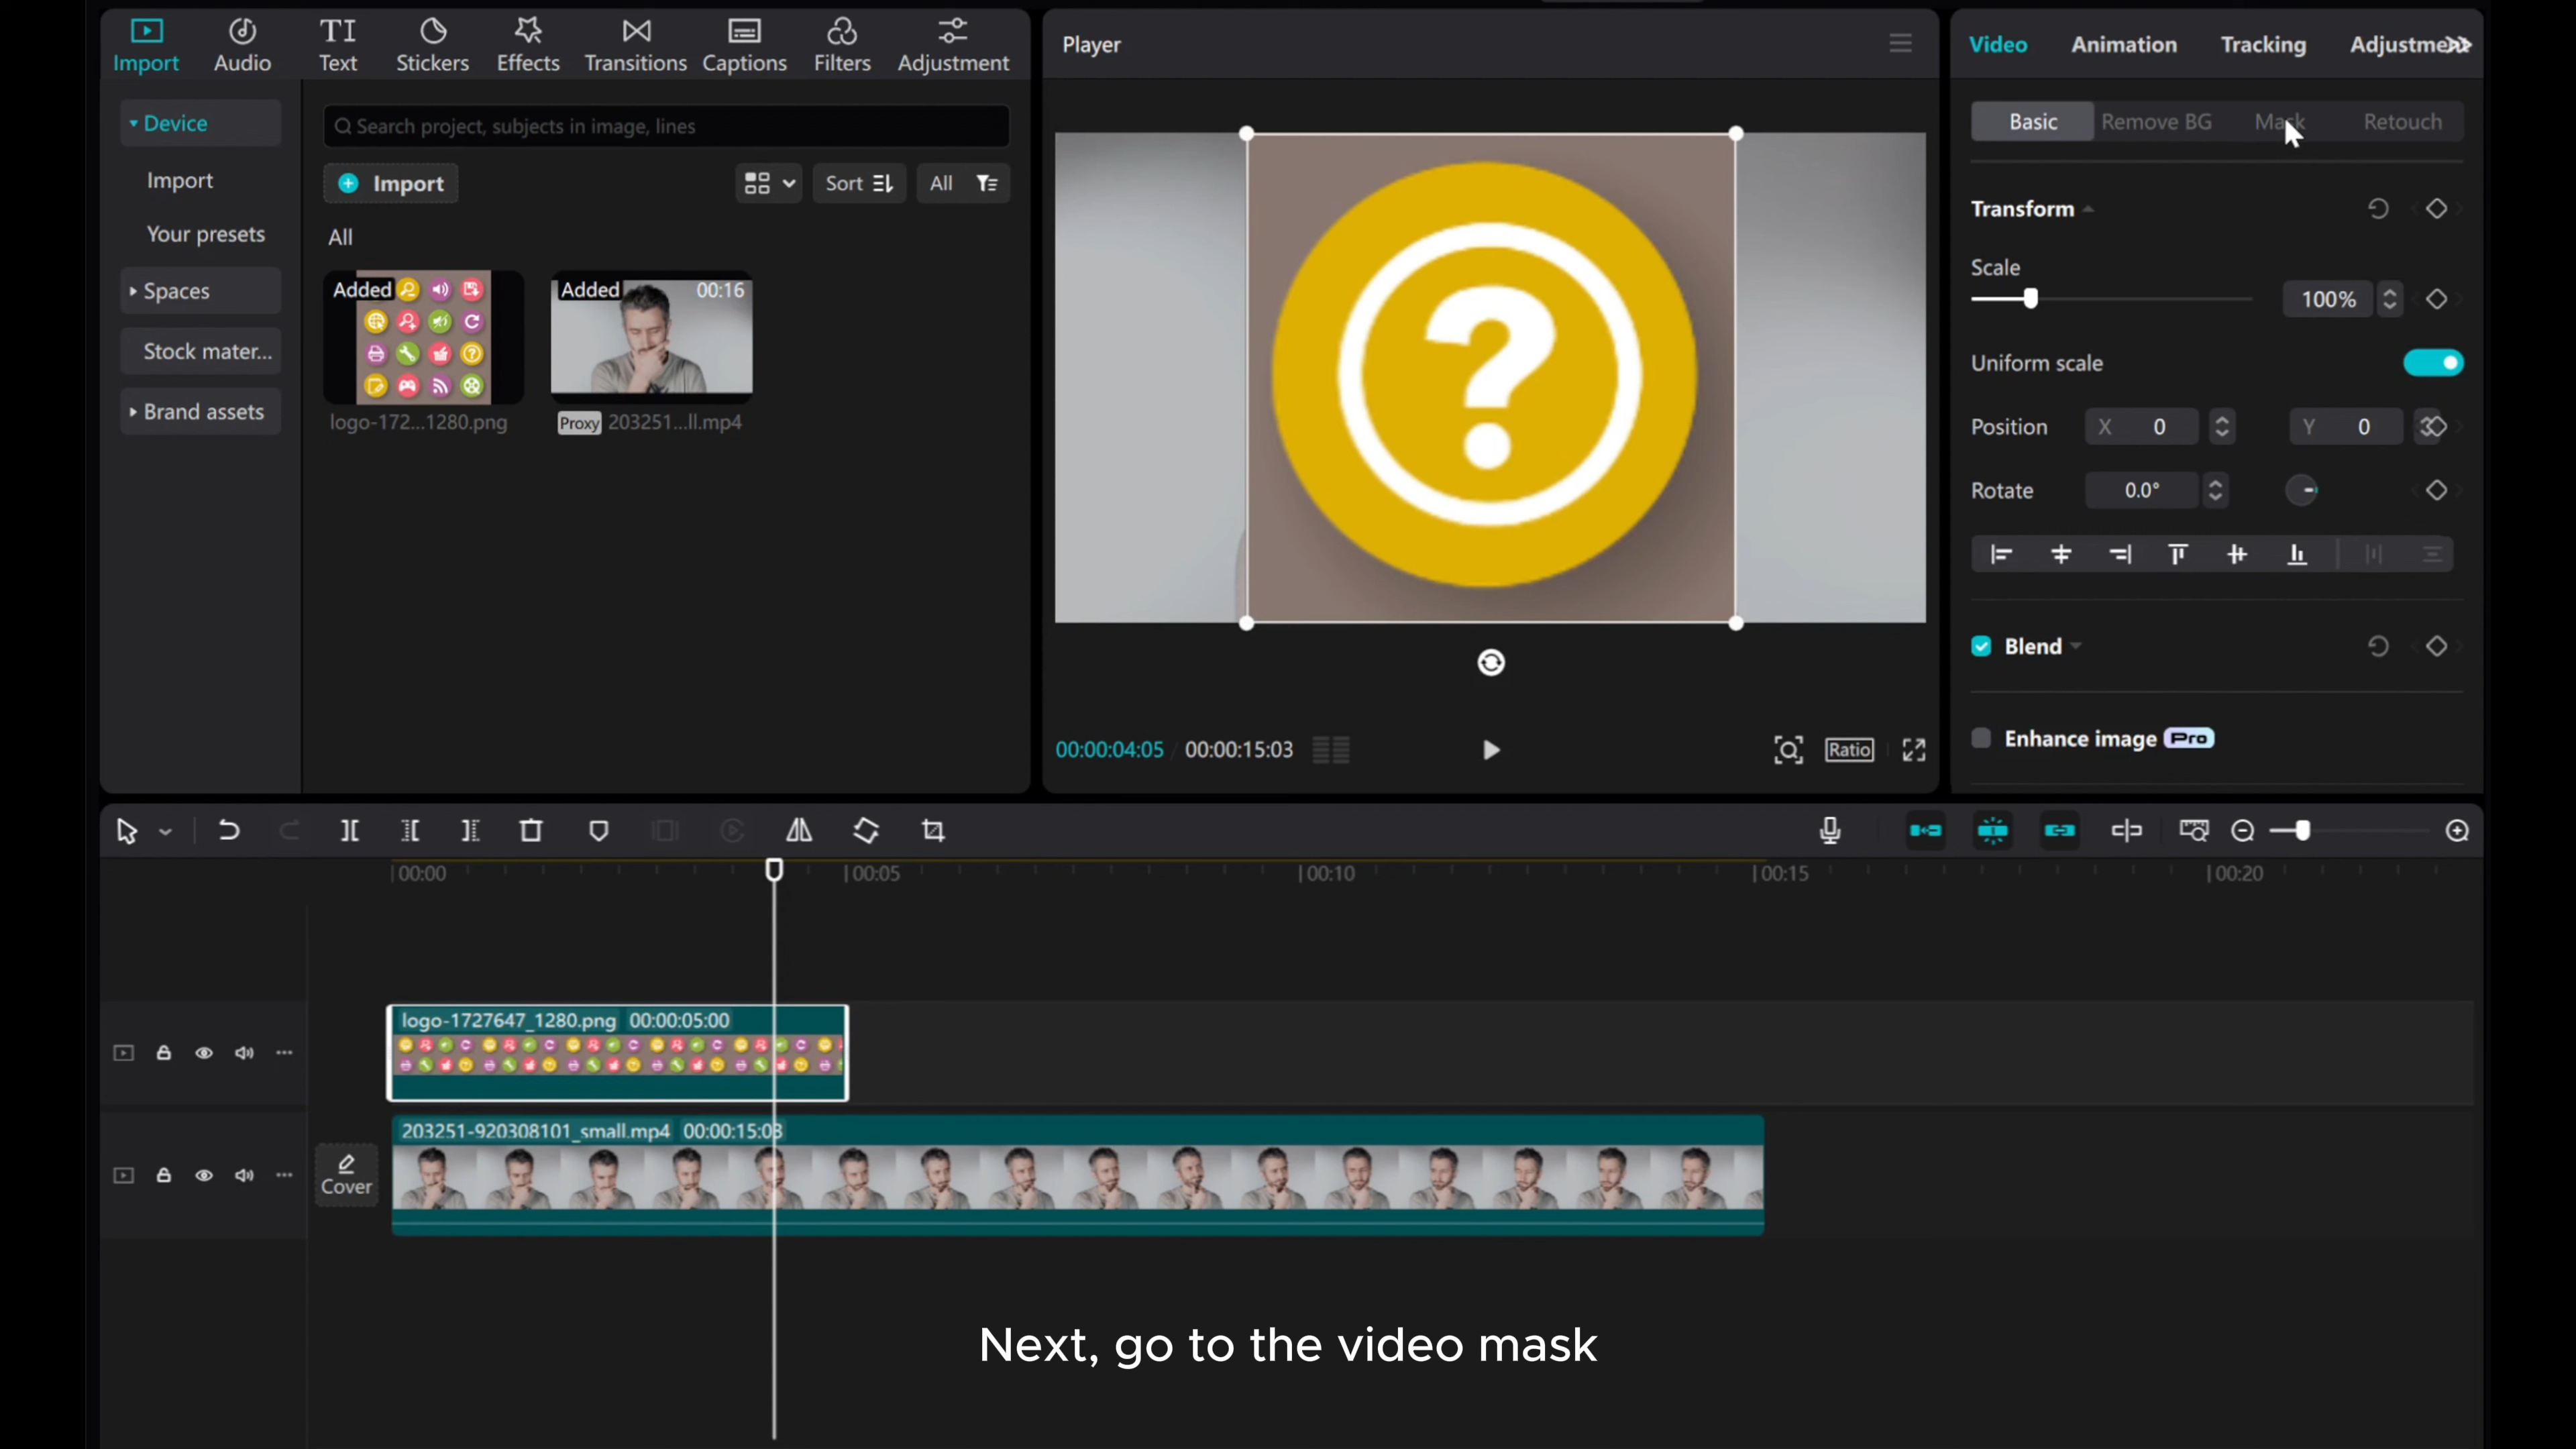 Import
Audio
Text
Stickers
Effects
Transitions
Captions
Filters
Adjustment
Device
Import
Your presets
Spaces
Stock mater...
Brand assets
Search project, subjects in image, lines
Import
Sort
All
All
Added
logo-172...1280.png
Added 00:16
Proxy 203251...ll.mp4
Player
00:00:04:05 / 00:00:15:03
Ratio
Video
Animation
Tracking
Adjustment
Basic
Remove BG
Mask
Retouch
Transform
Scale
100%
Uniform scale
Position X 0 Y 0
Rotate 0.0°
Blend
Enhance image Pro
00:00
00:05
00:10
00:15
00:20
logo-1727647_1280.png 00:00:05:00
Cover
203251-920308101_small.mp4 00:00:15:03
Next, go to the video mask